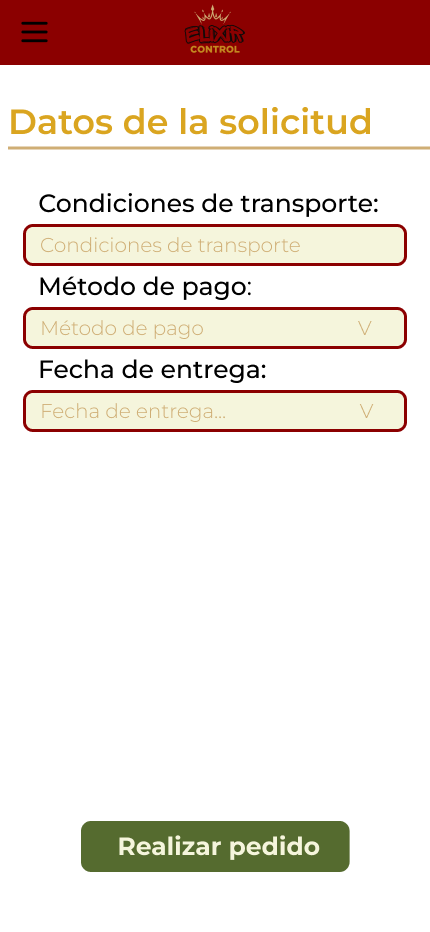 ELIXIR
CONTROL
Datos de la solicitud
Condiciones de transporte:
Condiciones de transporte
Método de pago:
Método de pago V
Fecha de entrega:
Fecha de entrega... V
Realizar pedido